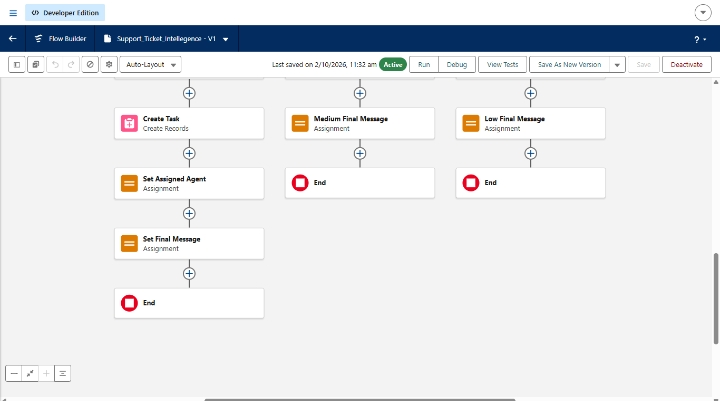 Developer Edition
Flow Builder
Support_Ticket_Intellegence - V1
?
Auto-Layout
Last saved on 2/10/2026, 11:32 am
Active
Run
Debug
View Tests
Save As New Version
Save
Deactivate
Create Task
Create Records
Medium Final Message
Assignment
Low Final Message
Assignment
Set Assigned Agent
Assignment
End
End
Set Final Message
Assignment
End